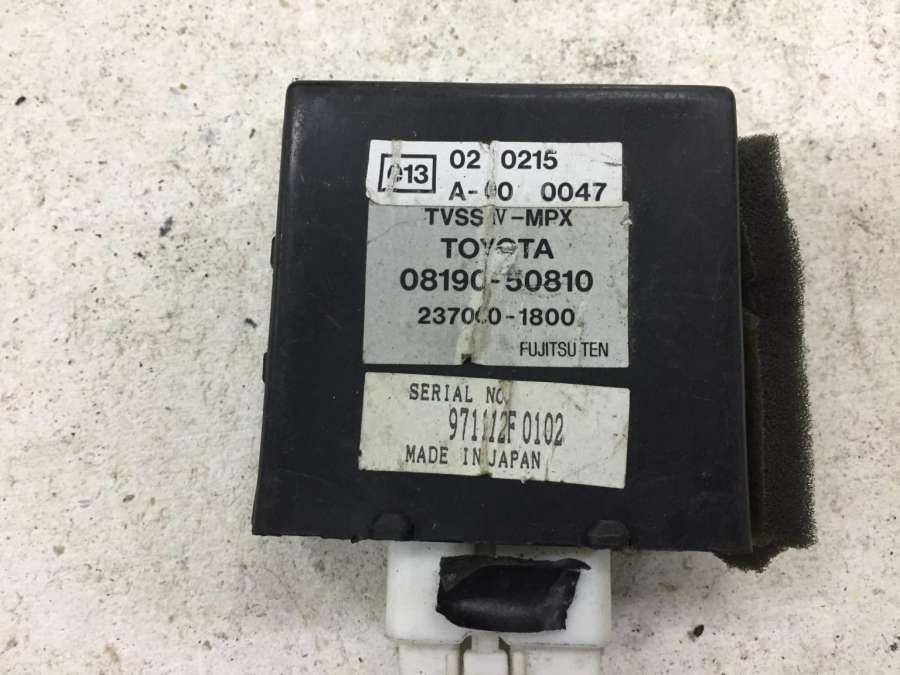 e13 02 0215
A-00 0047
TVSS IV-MPX
TOYOTA
08190-50810
237000-1800
FUJITSU TEN
SERIAL NO.
971112F0102
MADE IN JAPAN